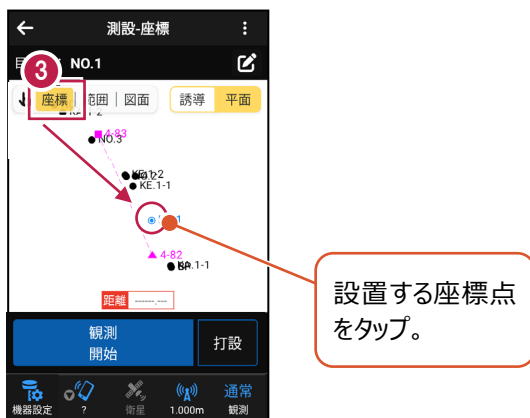 測設-座標
NO.1
3
座標
範囲
図面
誘導
平面
4-83
NO.3
KE.1-2
KE.1-1
4-82
距離 -----.---
観測
開始
打設
機器設定
?
衛星
1.000m
通常
観測
設置する座標点
をタップ。